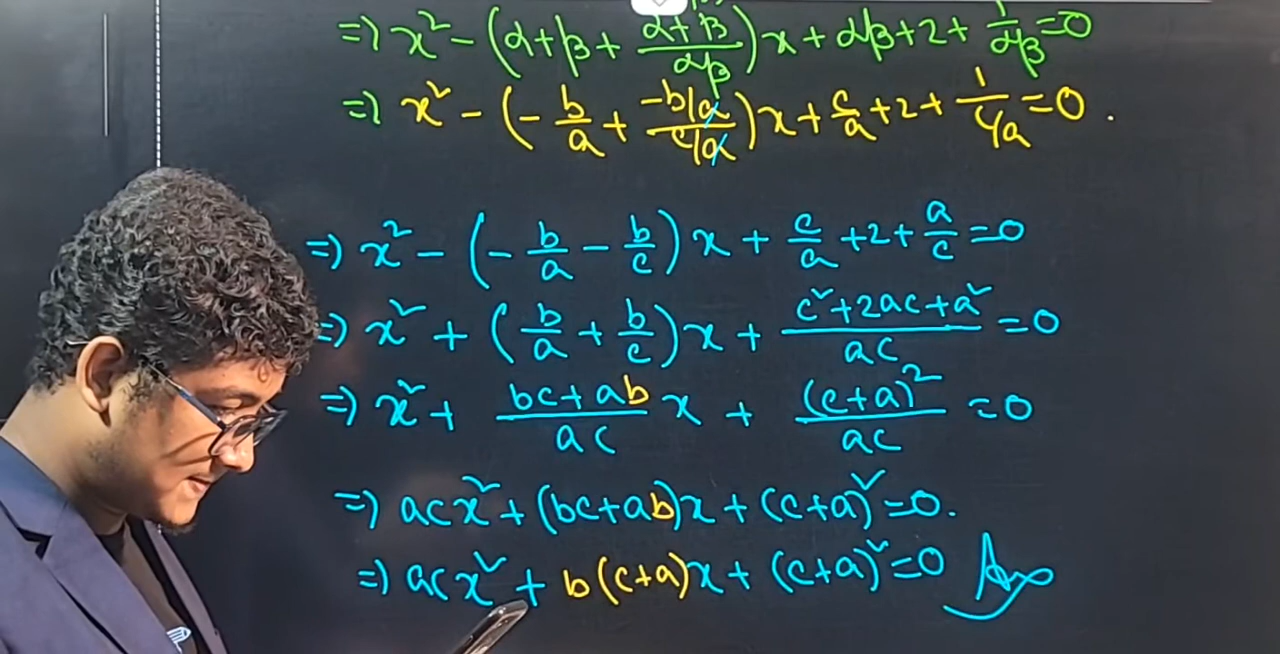 => x² - (α+β + (α+β)/(αβ))x + αβ+2+ 1/(αβ) =0
=> x² - (- b/a + (-b/a)/(c/a))x + c/a +2+ 1/(c/a) =0 .
=> x² - (- b/a - b/c) x + c/a +2+ a/c =0
=> x² + (b/a + b/c)x + (c²+2ac+a²)/(ac) =0
=> x² + (bc+ab)/(ac) x + (c+a)²/(ac) =0
=> acx² + (bc+ab)x + (c+a)² =0.
=> acx² + b(c+a)x + (c+a)² =0 Ans